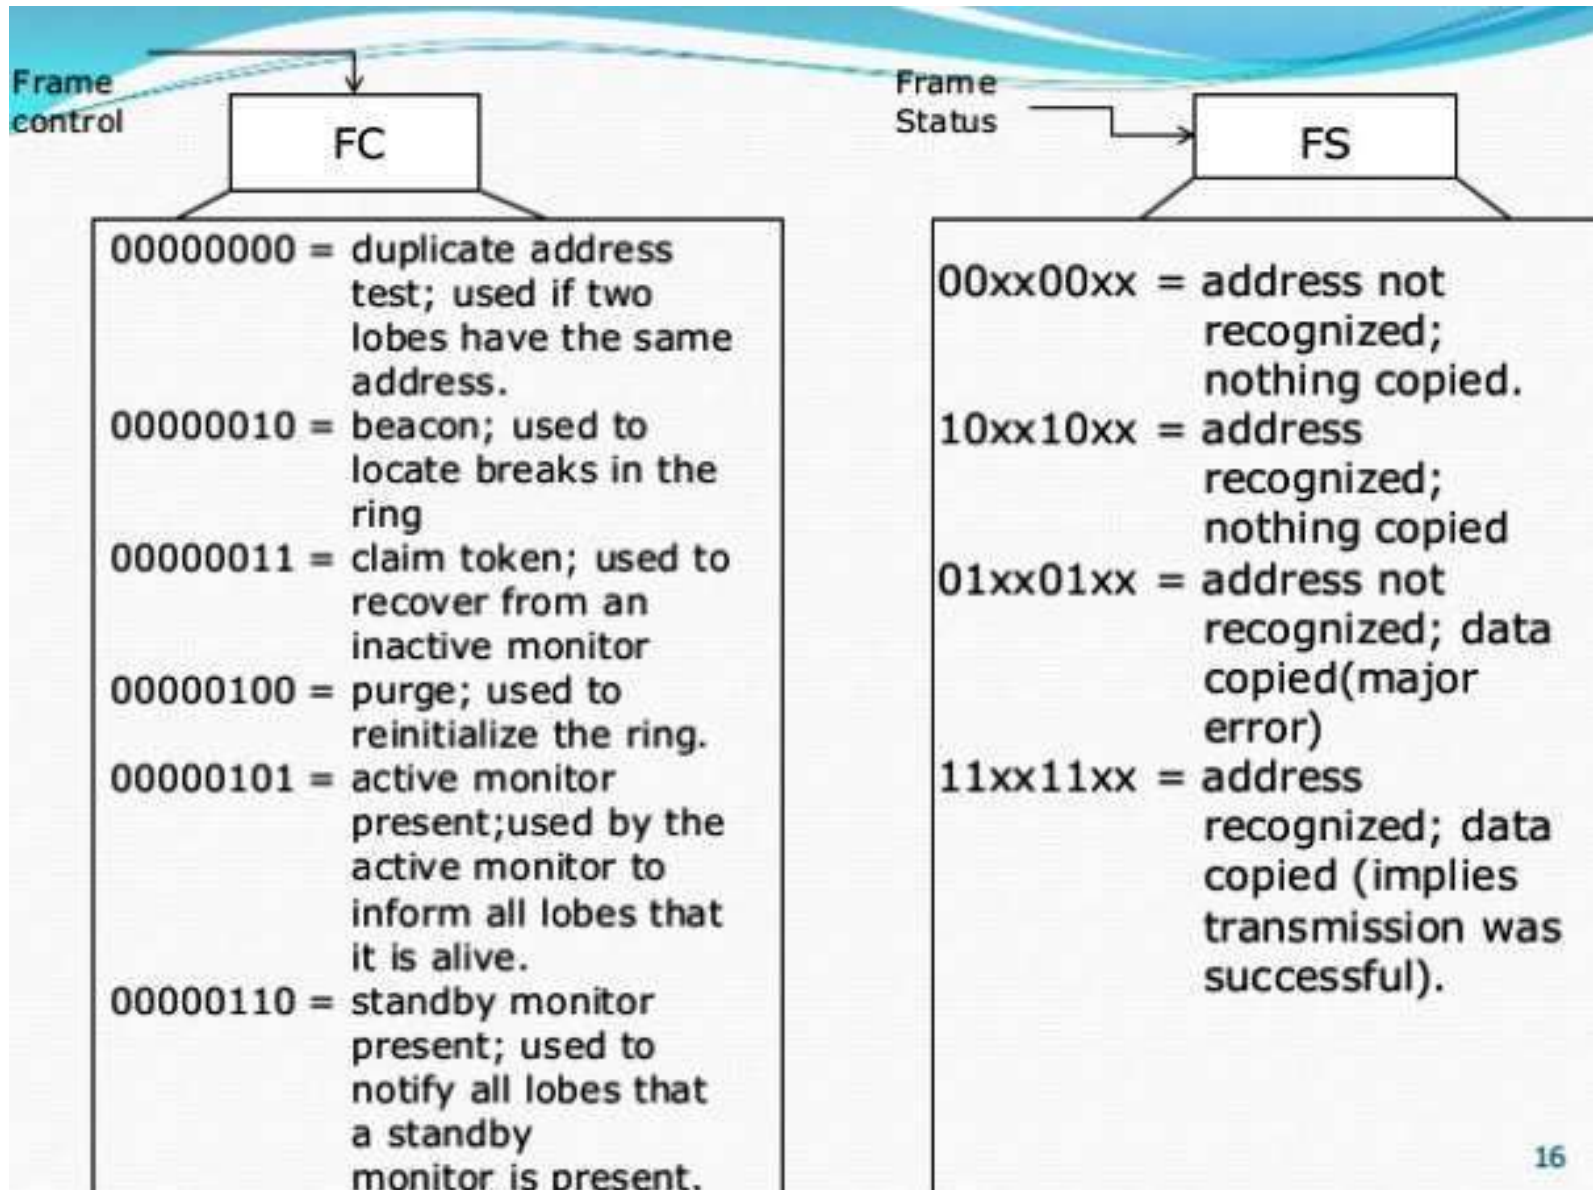 Frame
control
FC
00000000 = duplicate address
test; used if two
lobes have the same
address.
00000010 = beacon; used to
locate breaks in the
ring
00000011 = claim token; used to
recover from an
inactive monitor
00000100 = purge; used to
reinitialize the ring.
00000101 = active monitor
present;used by the
active monitor to
inform all lobes that
it is alive.
00000110 = standby monitor
present; used to
notify all lobes that
a standby
monitor is present.
Frame
Status
FS
00xx00xx = address not
recognized;
nothing copied.
10xx10xx = address
recognized;
nothing copied
01xx01xx = address not
recognized; data
copied(major
error)
11xx11xx = address
recognized; data
copied (implies
transmission was
successful).
16